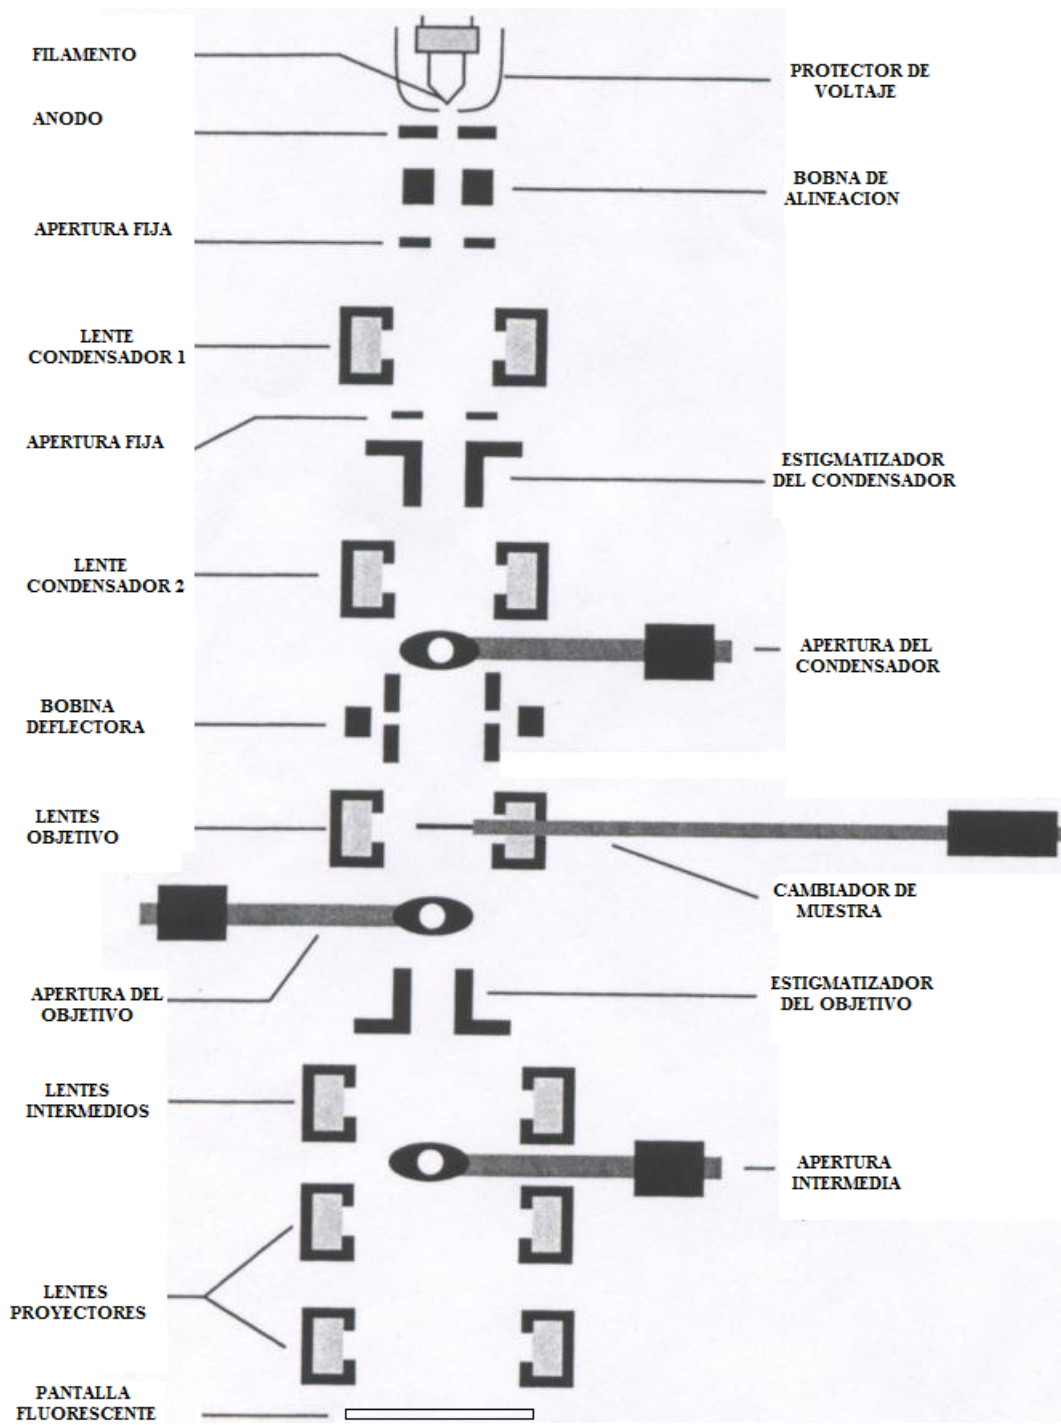 FILAMENTO
PROTECTOR DE
VOLTAJE
ANODO
BOBNA DE
ALINEACION
APERTURA FIJA
LENTE
CONDENSADOR 1
APERTURA FIJA
ESTIGMATIZADOR
DEL CONDENSADOR
LENTE
CONDENSADOR 2
APERTURA DEL
CONDENSADOR
BOBINA
DEFLECTORA
LENTES
OBJETIVO
CAMBIADOR DE
MUESTRA
APERTURA DEL
OBJETIVO
ESTIGMATIZADOR
DEL OBJETIVO
LENTES
INTERMEDIOS
APERTURA
INTERMEDIA
LENTES
PROYECTORES
PANTALLA
FLUORESCENTE